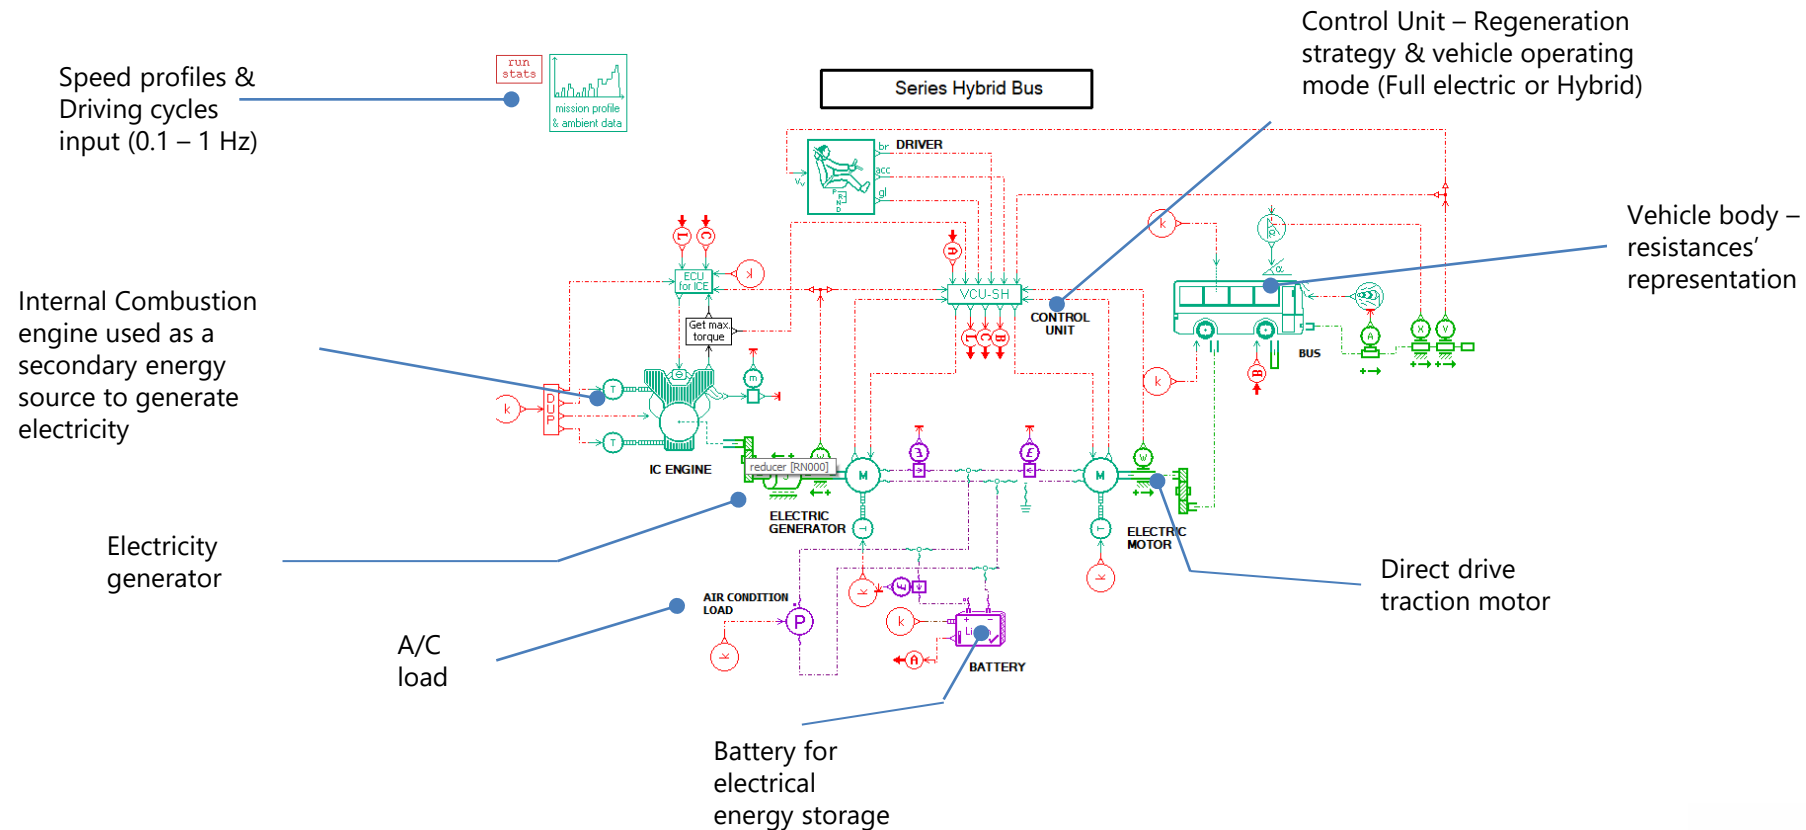 Control Unit – Regeneration
strategy & vehicle operating
mode (Full electric or Hybrid)
Speed profiles &
Driving cycles
input (0.1 – 1 Hz)
run
stats
mission profile
& ambient data
Series Hybrid Bus
DRIVER
br
acc
gl
Vehicle body –
resistances’
representation
ECU
for ICE
VCU-SH
CONTROL
UNIT
Get max.
torque
BUS
Internal Combustion
engine used as a
secondary energy
source to generate
electricity
DUP
IC ENGINE
reducer [RN000]
ELECTRIC
GENERATOR
ELECTRIC
MOTOR
Electricity
generator
Direct drive
traction motor
AIR CONDITION
LOAD
A/C
load
BATTERY
Battery for
electrical
energy storage
L
C
A
k
k
L
C
B
k
B
A
X
V
T
T
k
m
M
M
W
P
k
A